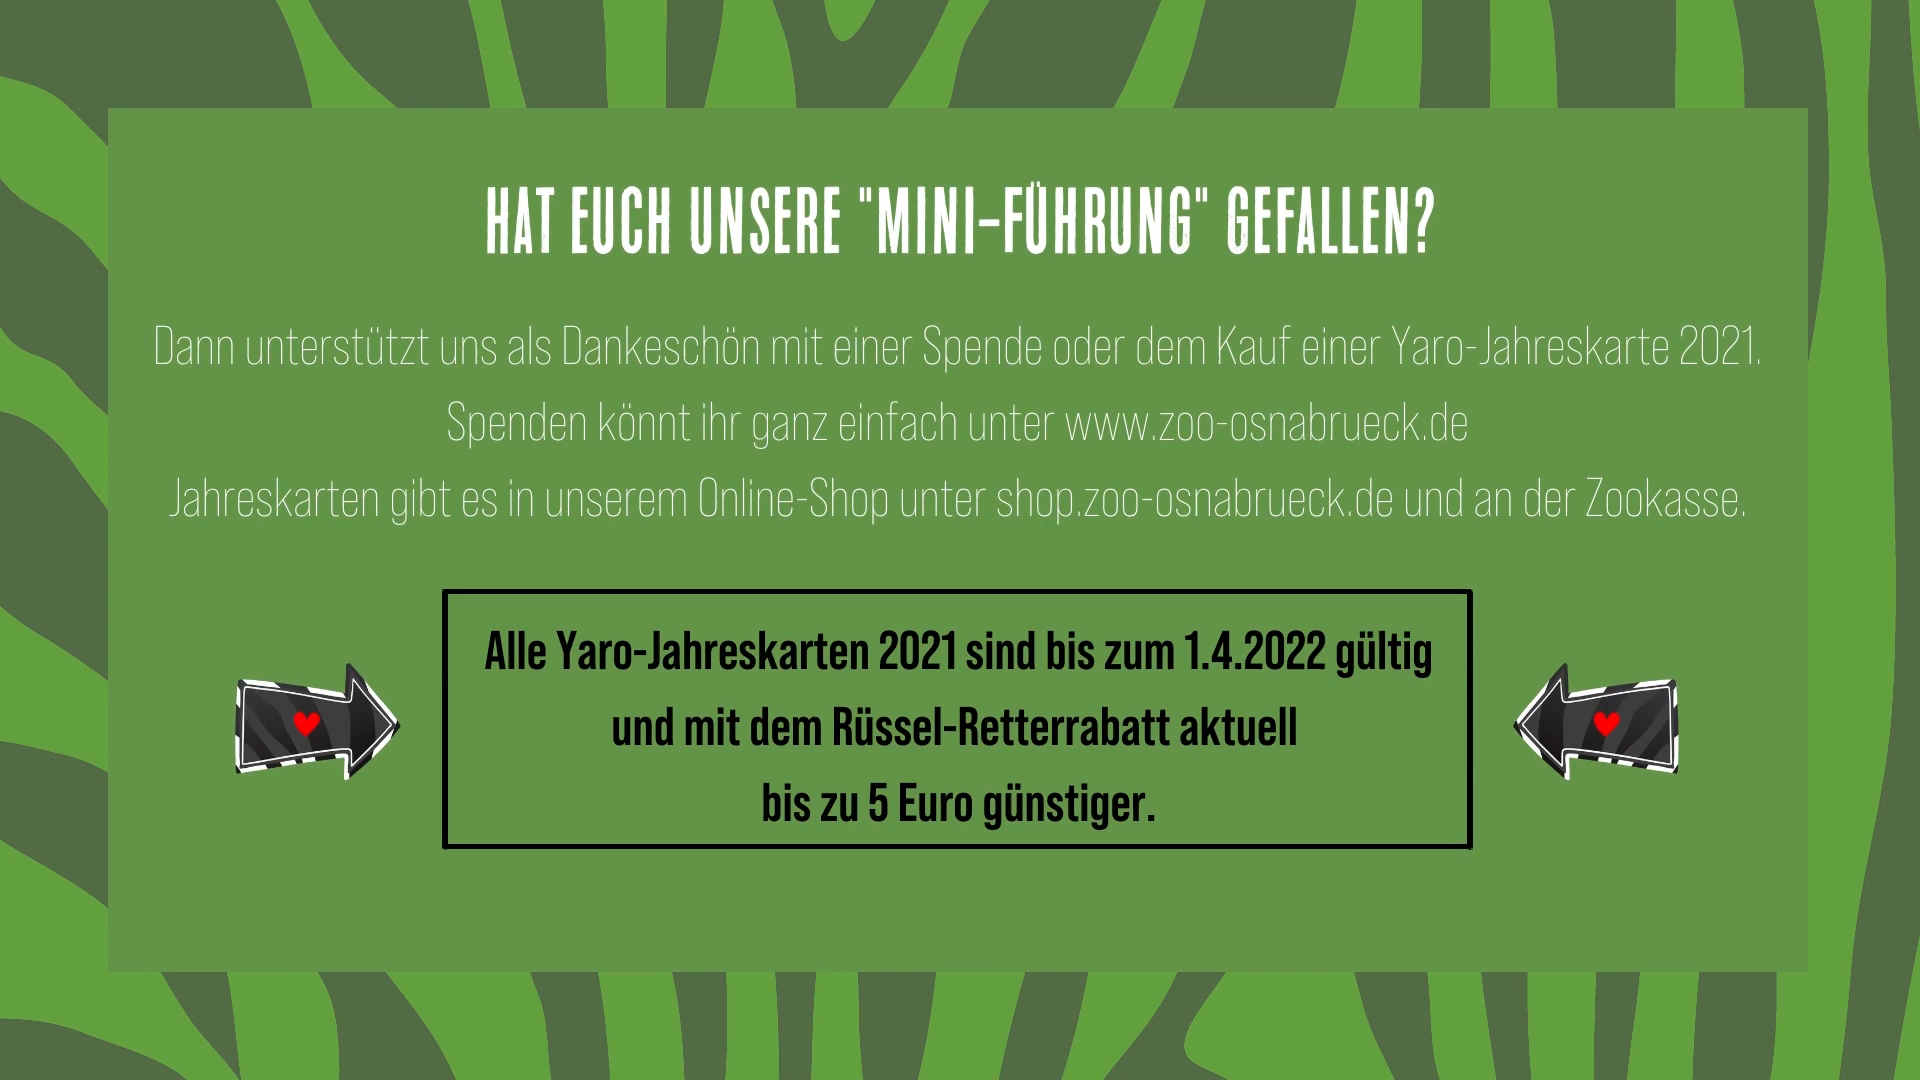 HAT EUCH UNSERE "MINI-FÜHRUNG" GEFALLEN?
Dann unterstützt uns als Dankeschön mit einer Spende oder dem Kauf einer Yaro-Jahreskarte 2021.
Spenden könnt ihr ganz einfach unter www.zoo-osnabrueck.de
Jahreskarten gibt es in unserem Online-Shop unter shop.zoo-osnabrueck.de und an der Zookasse.
Alle Yaro-Jahreskarten 2021 sind bis zum 1.4.2022 gültig
und mit dem Rüssel-Retterrabatt aktuell
bis zu 5 Euro günstiger.